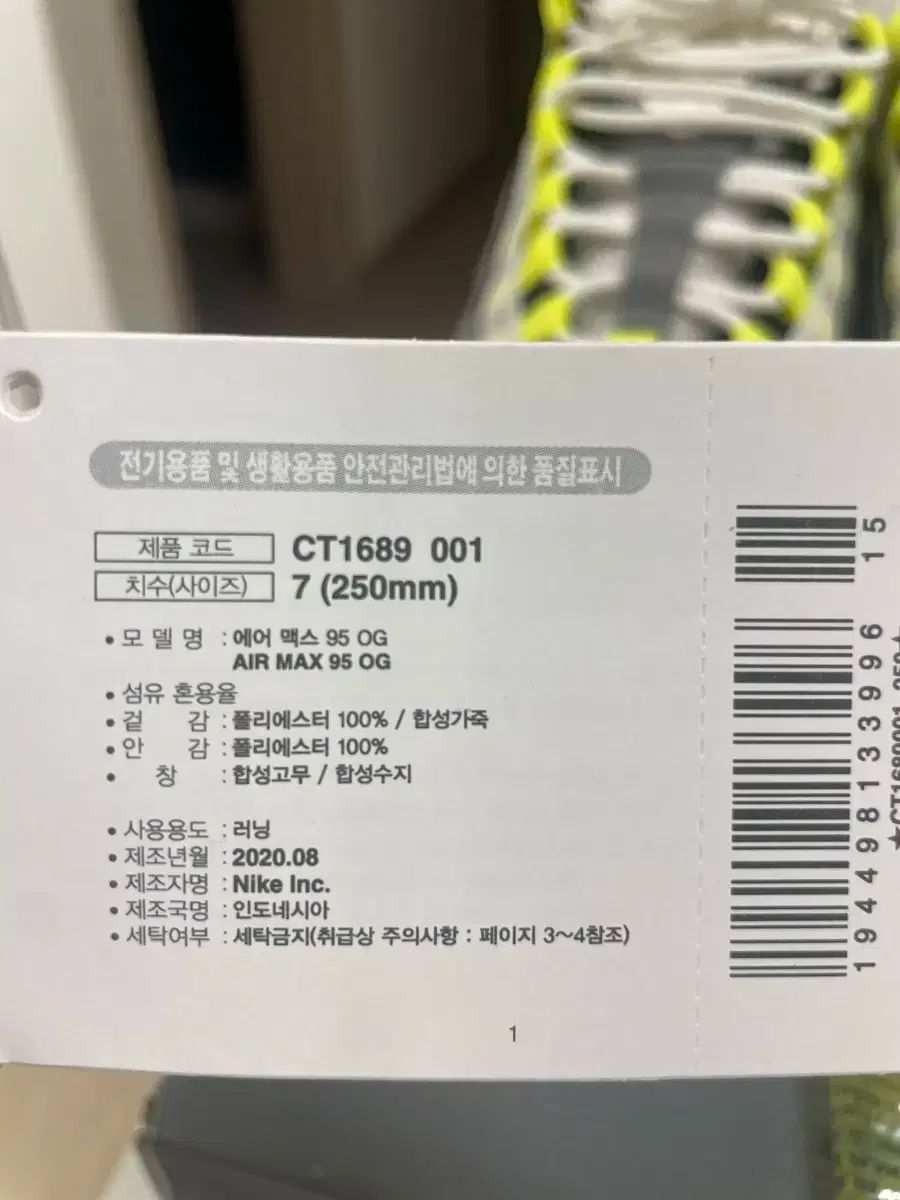 전기용품 및 생활용품 안전관리법에 의한 품질표시
제품 코드 CT1689 001
치수(사이즈) 7 (250mm)
• 모 델 명 : 에어 맥스 95 OG
AIR MAX 95 OG
• 섬유 혼용율
• 겉 감 : 폴리에스터 100% / 합성가죽
• 안 감 : 폴리에스터 100%
• 창 : 합성고무 / 합성수지
• 사용용도 : 러닝
• 제조년월 : 2020.08
• 제조자명 : Nike Inc.
• 제조국명 : 인도네시아
• 세탁여부 : 세탁금지(취급상 주의사항 : 페이지 3~4참조)
1
15
194498133996